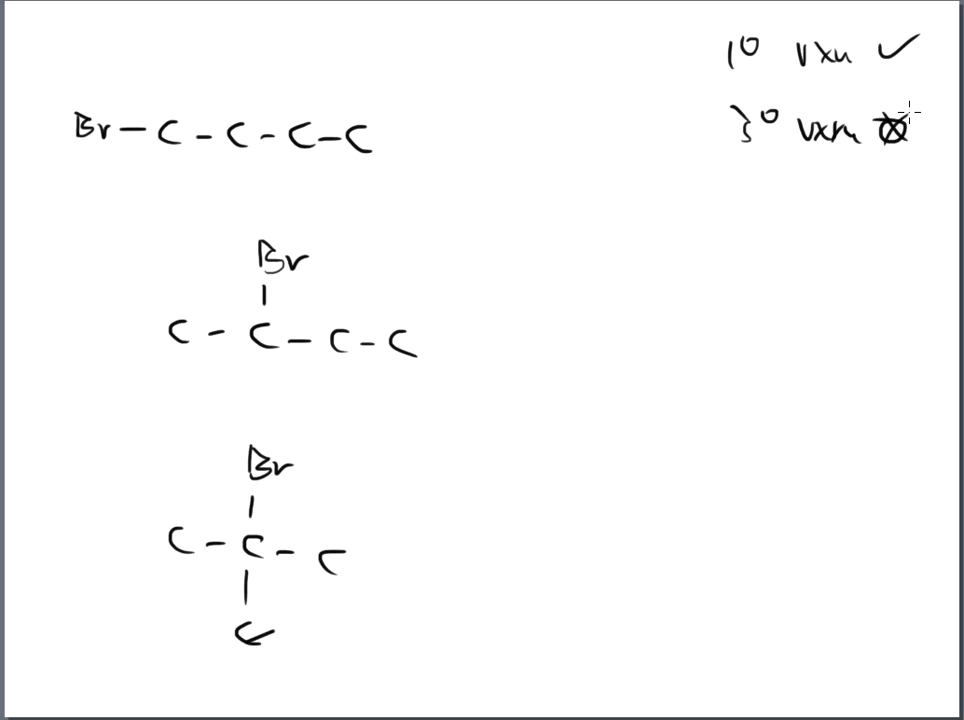 1° rxn ✓
Br – C – C – C – C
3° rxn
Br
C – C – C – C
Br
C – C – C
C